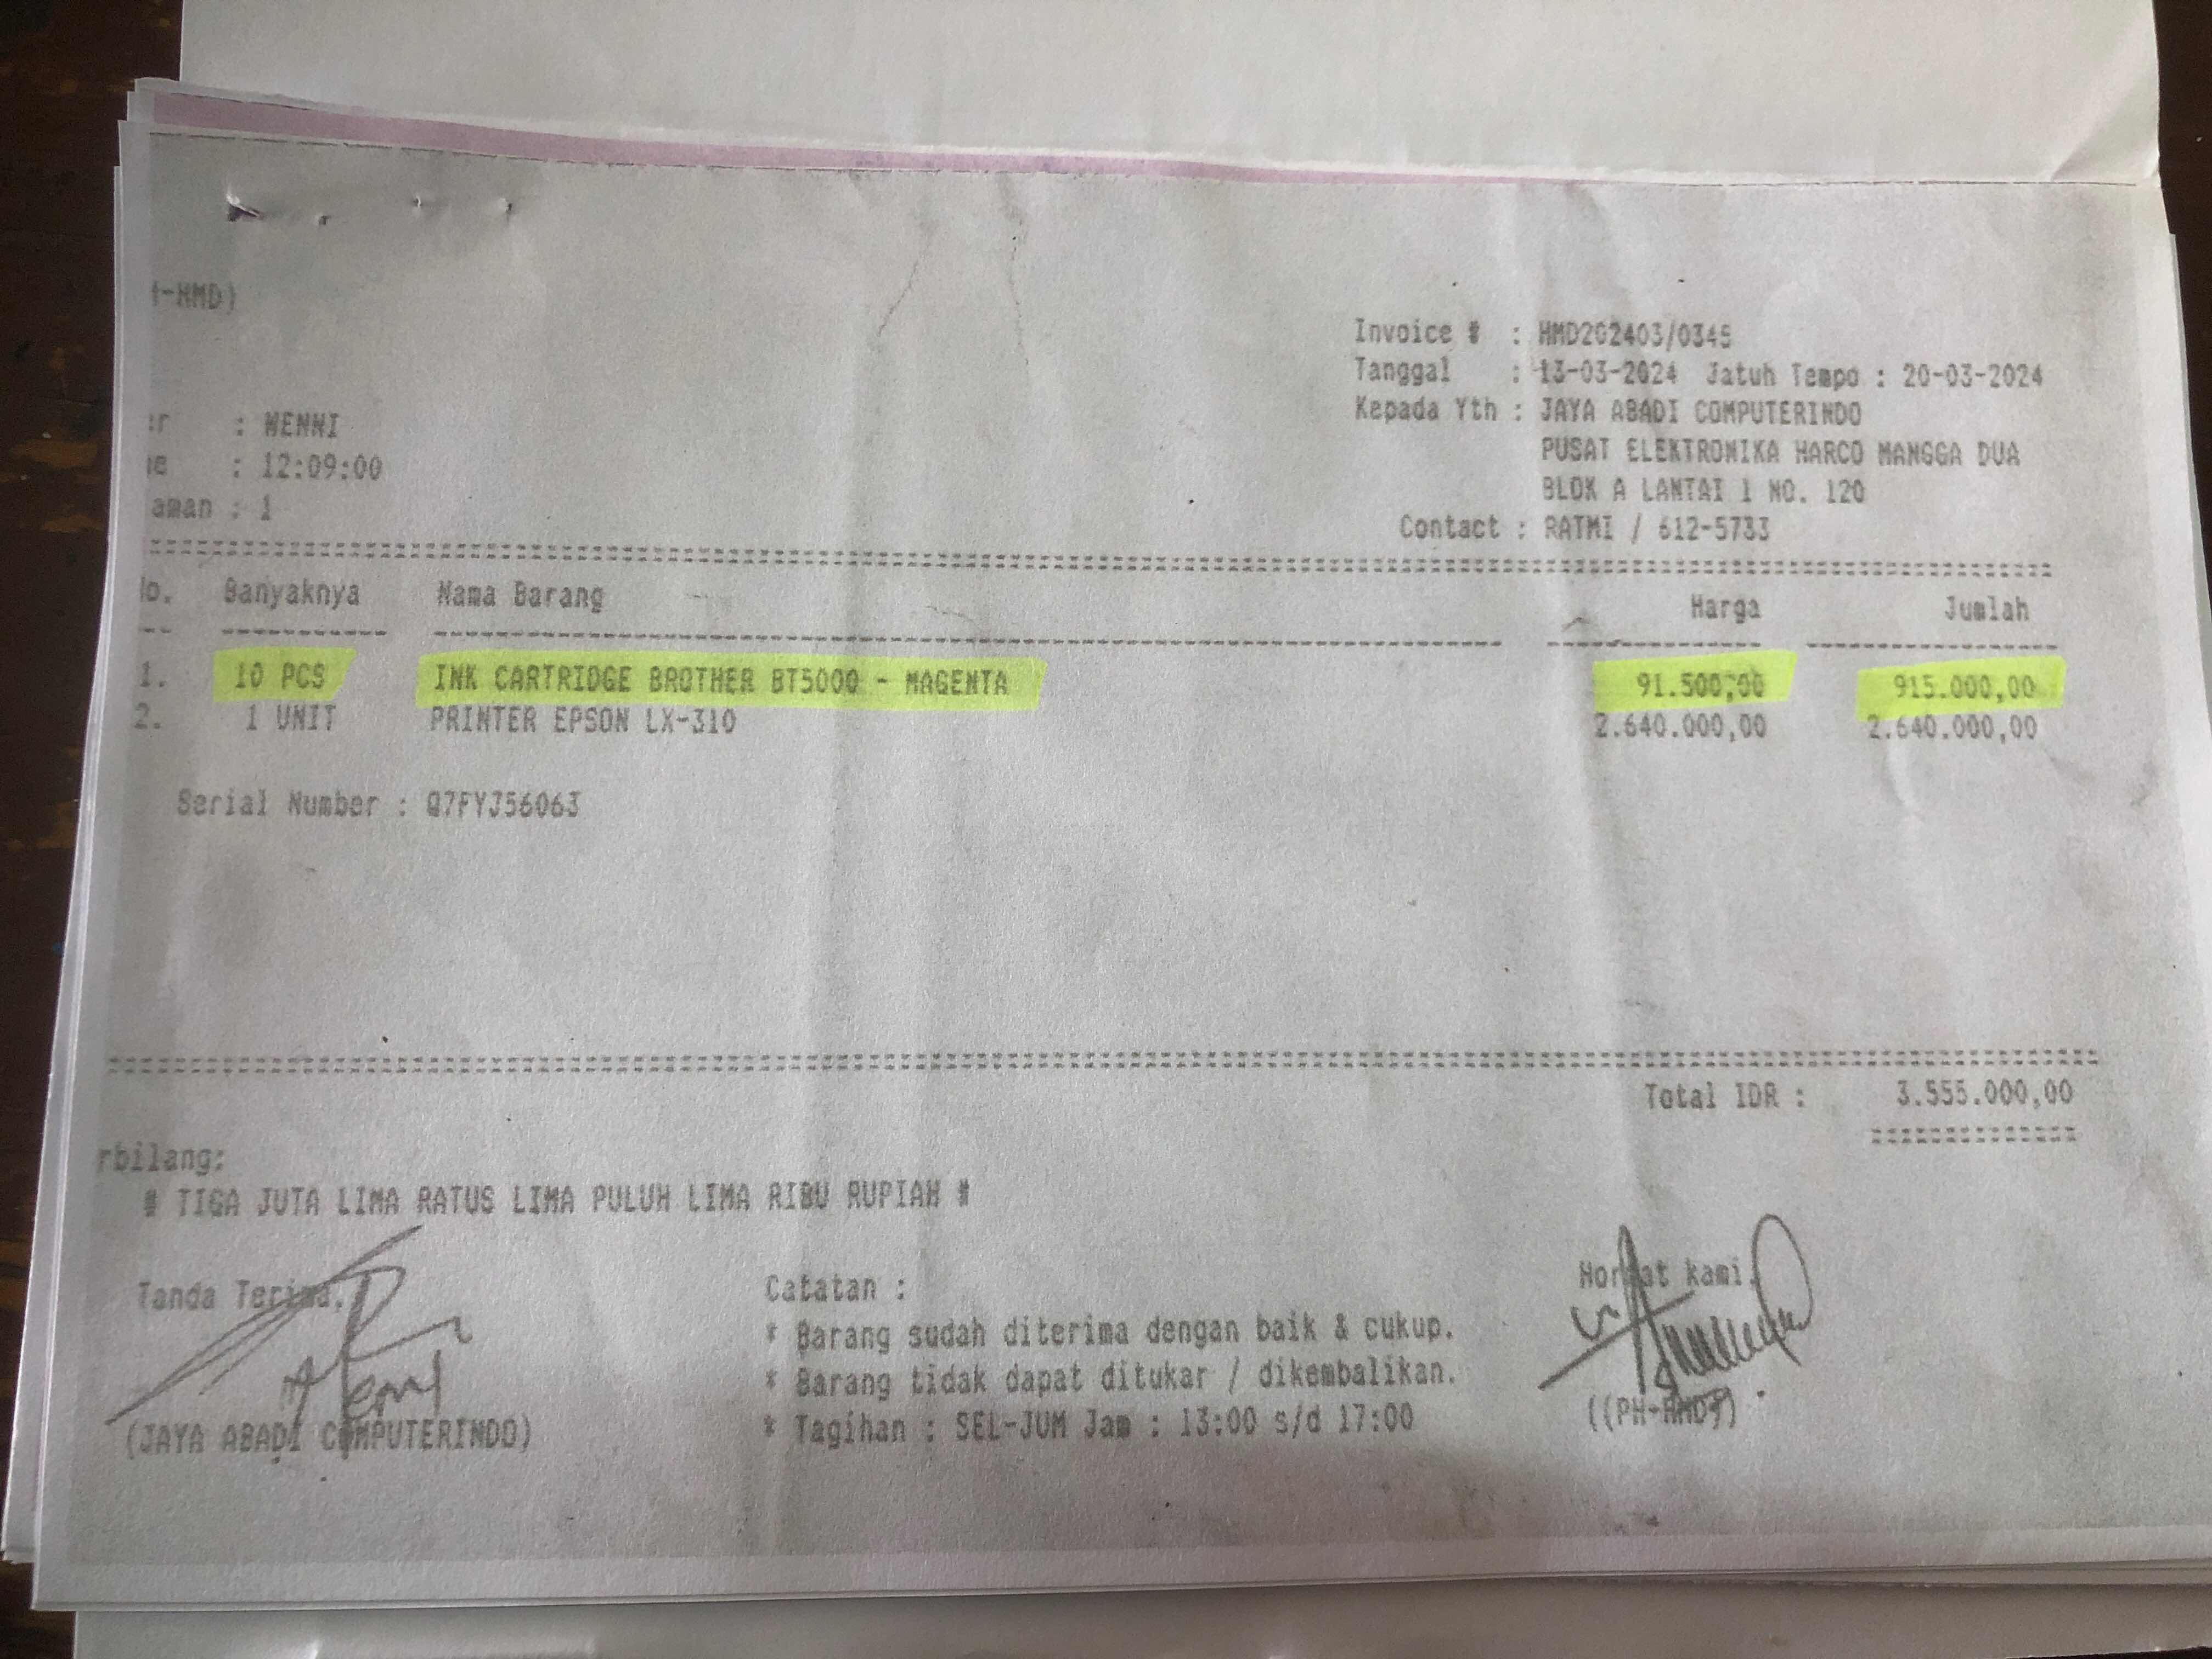 -HMD)
Invoice # : HMD202403/0345
Tanggal : 13-03-2024 Jatuh Tempo : 20-03-2024
Kepada Yth : JAYA ABADI COMPUTERINDO
: WENNI
PUSAT ELEKTRONIKA HARCO MANGGA DUA
: 12:09:00
BLOK A LANTAI 1 NO. 120
aman : 1
Contact : RATMI / 612-5733
No. Banyaknya Nama Barang Harga Jumlah
1. 10 PCS INK CARTRIDGE BROTHER BT5000 - MAGENTA 91.500,00 915.000,00
2. 1 UNIT PRINTER EPSON LX-310 2.640.000,00 2.640.000,00
Serial Number : Q7FYJ56063
Total IDR : 3.555.000,00
rbilang:
# TIGA JUTA LIMA RATUS LIMA PULUH LIMA RIBU RUPIAH #
Tanda Terima, Catatan : Hormat kami,
* Barang sudah diterima dengan baik & cukup.
* Barang tidak dapat ditukar / dikembalikan.
(JAYA ABADI COMPUTERINDO) * Tagihan : SEL-JUM Jam : 13:00 s/d 17:00 ((PH-HMD))